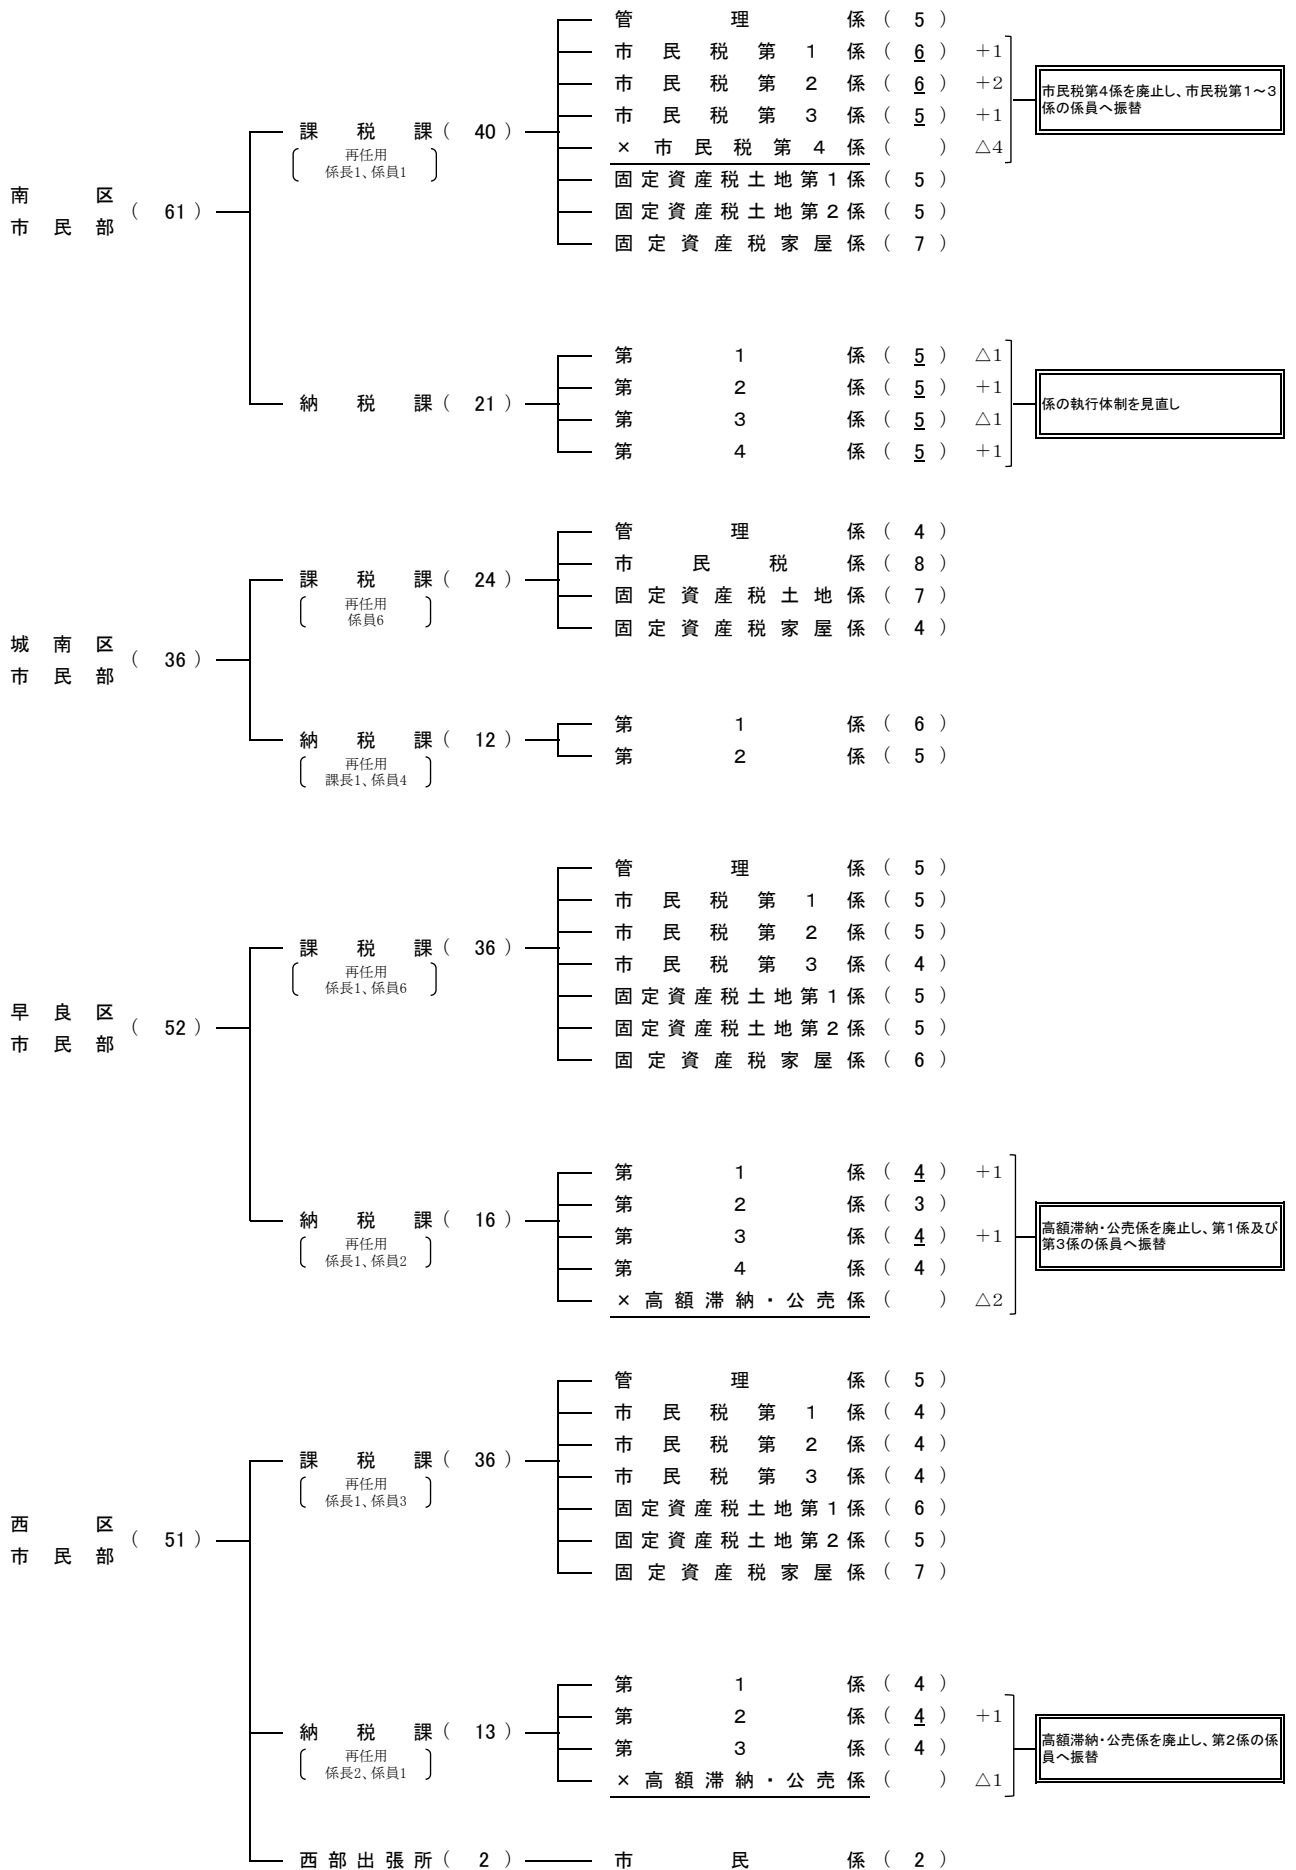 管理係 ( 5 )
市民税第1係 ( 6 ) +1
市民税第2係 ( 6 ) +2
市民税第3係 ( 5 ) +1
× 市民税第4係 (   ) △4
市民税第4係を廃止し、市民税第1～3
係の係員へ振替
課税課 ( 40 )
再任用
係長1、係員1
固定資産税土地第1係 ( 5 )
固定資産税土地第2係 ( 5 )
固定資産税家屋係 ( 7 )
南区
市民部 ( 61 )
第1係 ( 5 ) △1
第2係 ( 5 ) +1
第3係 ( 5 ) △1
第4係 ( 5 ) +1
係の執行体制を見直し
納税課 ( 21 )
管理係 ( 4 )
市民税係 ( 8 )
固定資産税土地係 ( 7 )
固定資産税家屋係 ( 4 )
課税課 ( 24 )
再任用
係員6
城南区
市民部 ( 36 )
第1係 ( 6 )
第2係 ( 5 )
納税課 ( 12 )
再任用
課長1、係員4
管理係 ( 5 )
市民税第1係 ( 5 )
市民税第2係 ( 5 )
市民税第3係 ( 4 )
固定資産税土地第1係 ( 5 )
固定資産税土地第2係 ( 5 )
固定資産税家屋係 ( 6 )
課税課 ( 36 )
再任用
係長1、係員6
早良区
市民部 ( 52 )
第1係 ( 4 ) +1
第2係 ( 3 )
第3係 ( 4 ) +1
第4係 ( 4 )
× 高額滞納・公売係 (   ) △2
高額滞納・公売係を廃止し、第1係及び
第3係の係員へ振替
納税課 ( 16 )
再任用
係長1、係員2
管理係 ( 5 )
市民税第1係 ( 4 )
市民税第2係 ( 4 )
市民税第3係 ( 4 )
固定資産税土地第1係 ( 6 )
固定資産税土地第2係 ( 5 )
固定資産税家屋係 ( 7 )
課税課 ( 36 )
再任用
係長1、係員3
西区
市民部 ( 51 )
第1係 ( 4 )
第2係 ( 4 ) +1
第3係 ( 4 )
× 高額滞納・公売係 (   ) △1
高額滞納・公売係を廃止し、第2係の係
員へ振替
納税課 ( 13 )
再任用
係長2、係員1
西部出張所 ( 2 )
市民係 ( 2 )